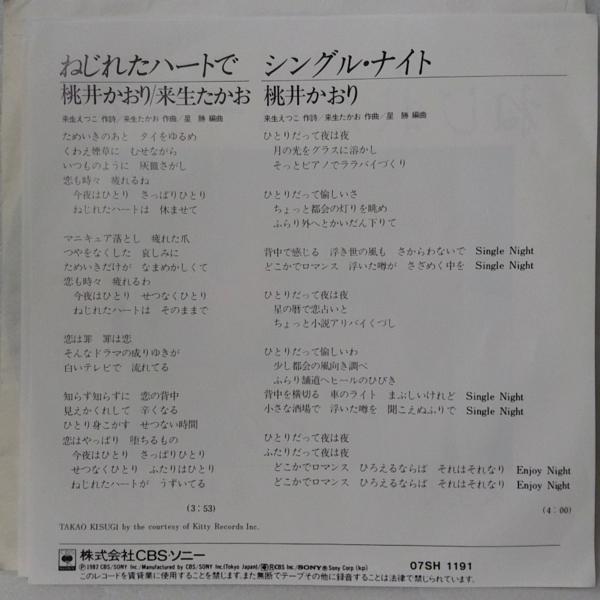 ねじれたハートで
桃井かおり/来生たかお
来生えつこ 作詩/来生たかお 作曲/星 勝 編曲
ためいきのあと タイをゆるめ
くわえ煙草に むせながら
いつものように 灰皿さがし
恋も時々 疲れるね
今夜はひとり さっぱりひとり
ねじれたハートは 休ませて
マニキュア落とし 疲れた爪
つやをなくした 哀しみに
ためいきだけが なまめかしくて
恋も時々 疲れるわ
今夜はひとり せつなくひとり
ねじれたハートは そのままで
恋は罪 罪は恋
そんなドラマの成りゆきが
白いテレビで 流れてる
知らず知らずに 恋の背中
見えかくれして 辛くなる
ひとり身こがす せつない時間
恋はやっぱり 堕ちるもの
今夜はひとり さっぱりひとり
せつなくひとり ふたりはひとり
ねじれたハートが うずいてる
(3:53)
TAKAO KISUGI by the courtesy of Kitty Records Inc.
シングル・ナイト
桃井かおり
来生えつこ 作詩/来生たかお 作曲/星 勝 編曲
ひとりだって夜は夜
月の光をグラスに溶かし
そっとピアノでララバイづくり
ひとりだって愉しいさ
ちょっと都会の灯りを眺め
ふらり外へとかいだん下りて
背中で感じる 浮き世の風も さからわないで Single Night
どこかでロマンス 浮いた噂が さざめく中を Single Night
ひとりだって夜は夜
星の暦で恋占いと
ちょっと小説アリバイくづし
ひとりだって愉しいわ
少し都会の風向き調べ
ふらり舗道へヒールのひびき
背中を横切る 車のライト まぶしいけれど Single Night
小さな酒場で 浮いた噂を 聞こえぬふりで Single Night
ひとりだって夜は夜
ふたりだって夜は夜
どこかでロマンス ひろえるならば それはそれなり Enjoy Night
どこかでロマンス ひろえるならば それはそれなり Enjoy Night
(4:00)
株式会社CBS・ソニー
07SH 1191
Ⓟ1982 CBS/SONY Inc./Manufactured by CBS/SONY Inc.(Tokyo Japan)/
CBS Inc./SONY® Sony Corp (kp)
このレコードを賃貸業に使用することを禁じます。また無断でテープその他に録音することは法律で禁じられています。